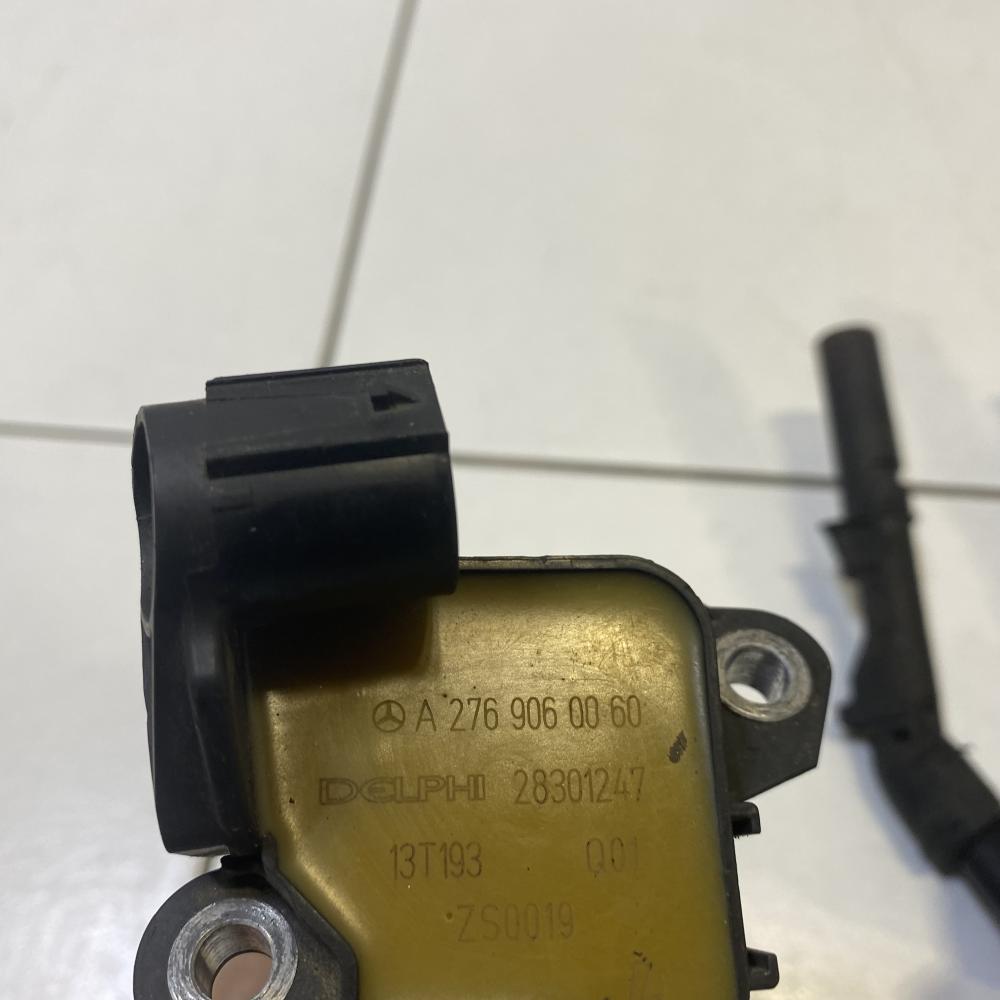 A 276 906 00 60
DELPHI 28301247
13T193 Q01
ZS0019